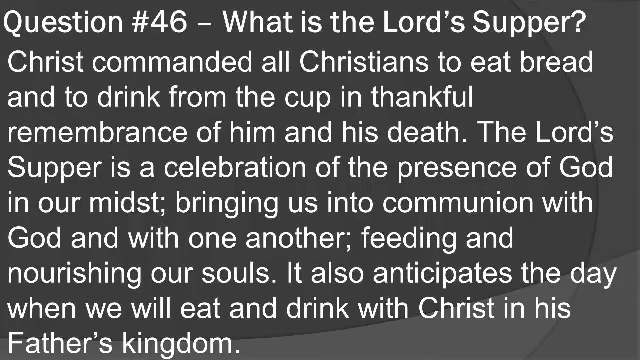 Question #46 – What is the Lord's Supper?
Christ commanded all Christians to eat bread
and to drink from the cup in thankful
remembrance of him and his death. The Lord's
Supper is a celebration of the presence of God
in our midst; bringing us into communion with
God and with one another; feeding and
nourishing our souls. It also anticipates the day
when we will eat and drink with Christ in his
Father's kingdom.